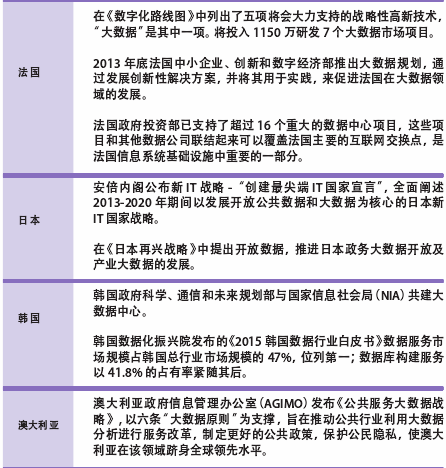 法国
在《数字化路线图》中列出了五项将会大力支持的战略性高新技术，
“大数据”是其中一项。将投入 1150 万研发 7 个大数据市场项目。
2013 年底法国中小企业、创新和数字经济部推出大数据规划，通
过发展创新性解决方案，并将其用于实践，来促进法国在大数据领
域的发展。
法国政府投资部已支持了超过 16 个重大的数据中心项目，这些项
目和其他数据公司联结起来可以覆盖法国主要的互联网交换点，是
法国信息系统基础设施中重要的一部分。
日本
安倍内阁公布新 IT 战略 -“创建最尖端 IT 国家宣言”，全面阐述
2013-2020 年期间以发展开放公共数据和大数据为核心的日本新
IT 国家战略。
在《日本再兴战略》中提出开放数据，推进日本政务大数据开放及
产业大数据的发展。
韩国
韩国政府科学、通信和未来规划部与国家信息社会局（NIA）共建大
数据中心。
韩国数据化振兴院发布的《2015 韩国数据行业白皮书》数据服务市
场规模占韩国总行业市场规模的 47%，位列第一；数据库构建服务
以 41.8% 的占有率紧随其后。
澳大利亚
澳大利亚政府信息管理办公室（AGIMO）发布《公共服务大数据战
略》，以六条“大数据原则”为支撑，旨在推动公共行业利用大数据
分析进行服务改革，制定更好的公共政策，保护公民隐私，使澳大
利亚在该领域跻身全球领先水平。